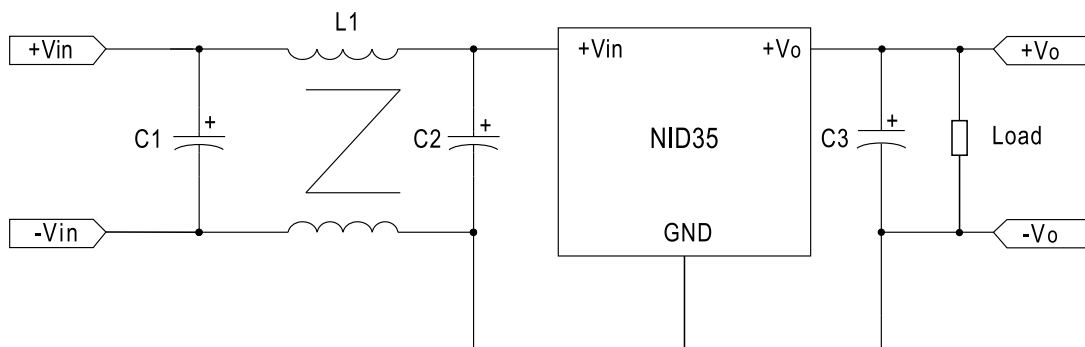 L1
+Vin
+Vin
+Vo
+Vo
+
C1
+
C2
NID35
+
C3
Load
-Vin
GND
-Vo